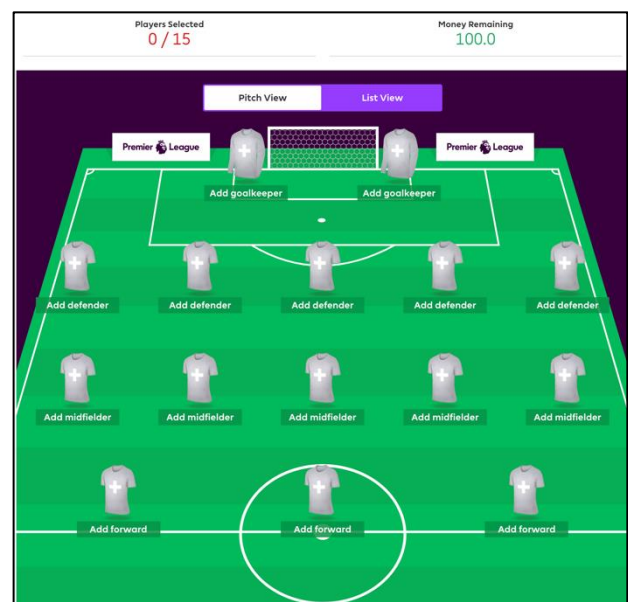 Players Selected
0 / 15
Money Remaining
100.0
Pitch View
List View
Premier League
Premier League
Add goalkeeper
Add goalkeeper
Add defender
Add defender
Add defender
Add defender
Add defender
Add midfielder
Add midfielder
Add midfielder
Add midfielder
Add midfielder
Add forward
Add forward
Add forward